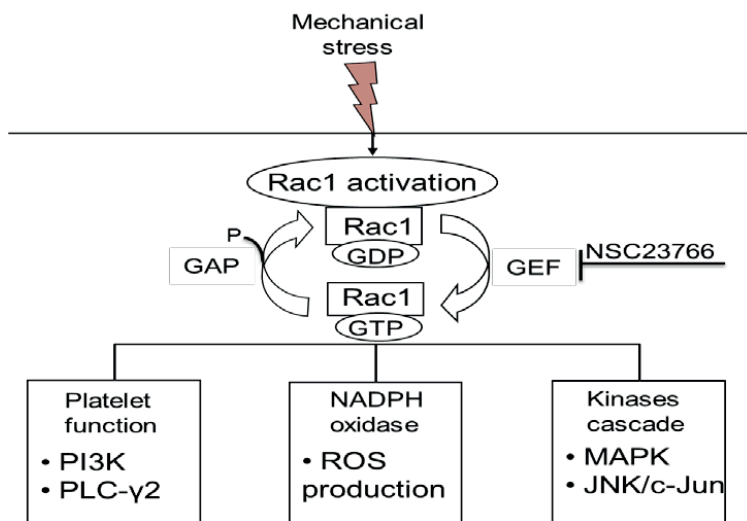 Mechanical
stress
Rac1 activation
Rac1
GDP
P
GAP
GEF
NSC23766
Rac1
GTP
Platelet
function
• PI3K
• PLC-γ2
NADPH
oxidase
• ROS
production
Kinases
cascade
• MAPK
• JNK/c-Jun